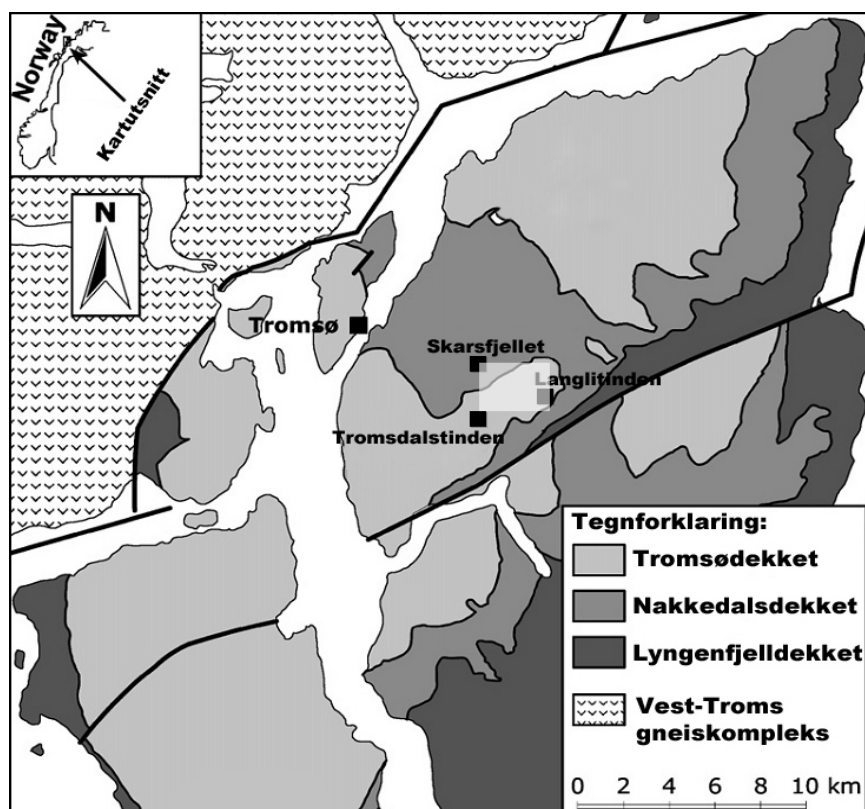 Norway
Kartutsnitt
N
Tromsø
Skarsfjellet
Langlitinden
Tromsdalstinden
Tegnforklaring:
Tromsødekket
Nakkedalsdekket
Lyngenfjelldekket
Vest-Troms
gneiskompleks
0 2 4 6 8 10 km